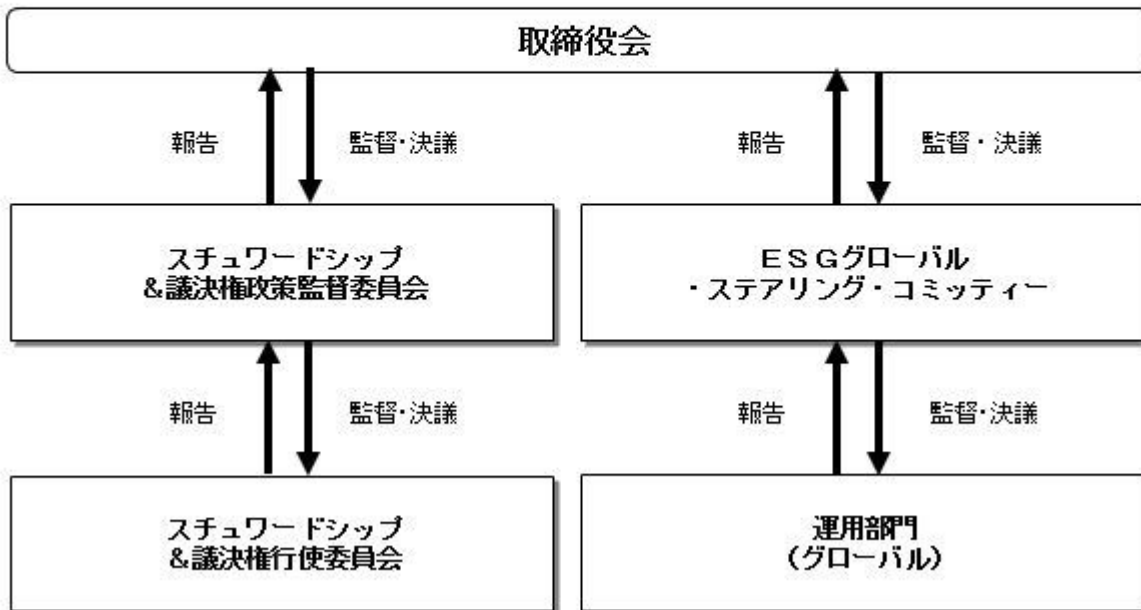 取締役会
報告
監督・決議
報告
監督・決議
スチュワードシップ
&議決権政策監督委員会
ＥＳＧグローバル
・ステアリング・コミッティー
報告
監督・決議
報告
監督・決議
スチュワードシップ
&議決権行使委員会
運用部門
（グローバル）